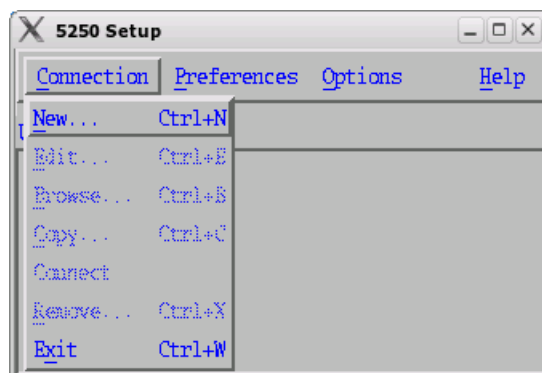 5250 Setup
Connection Preferences Options Help
New... Ctrl+N
Edit... Ctrl+E
Browse... Ctrl+B
Copy... Ctrl+C
Connect
Remove... Ctrl+X
Exit Ctrl+W